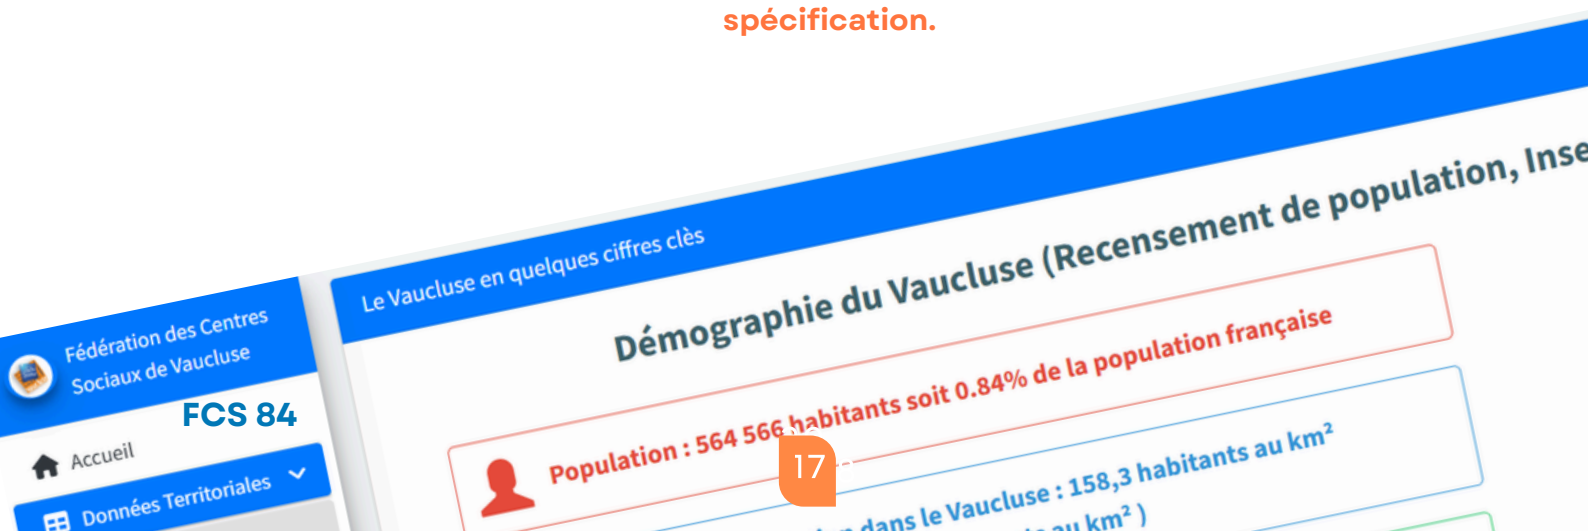 spécification.
Le Vaucluse en quelques ciffres clès
Démographie du Vaucluse (Recensement de population,
Fédération des Centres
Sociaux de Vaucluse
FCS 84
Accueil
Données Territoriales
Population : 564 566 habitants soit 0.84% de la population française
17
dans le Vaucluse : 158,3 habitants au km²
au km² )